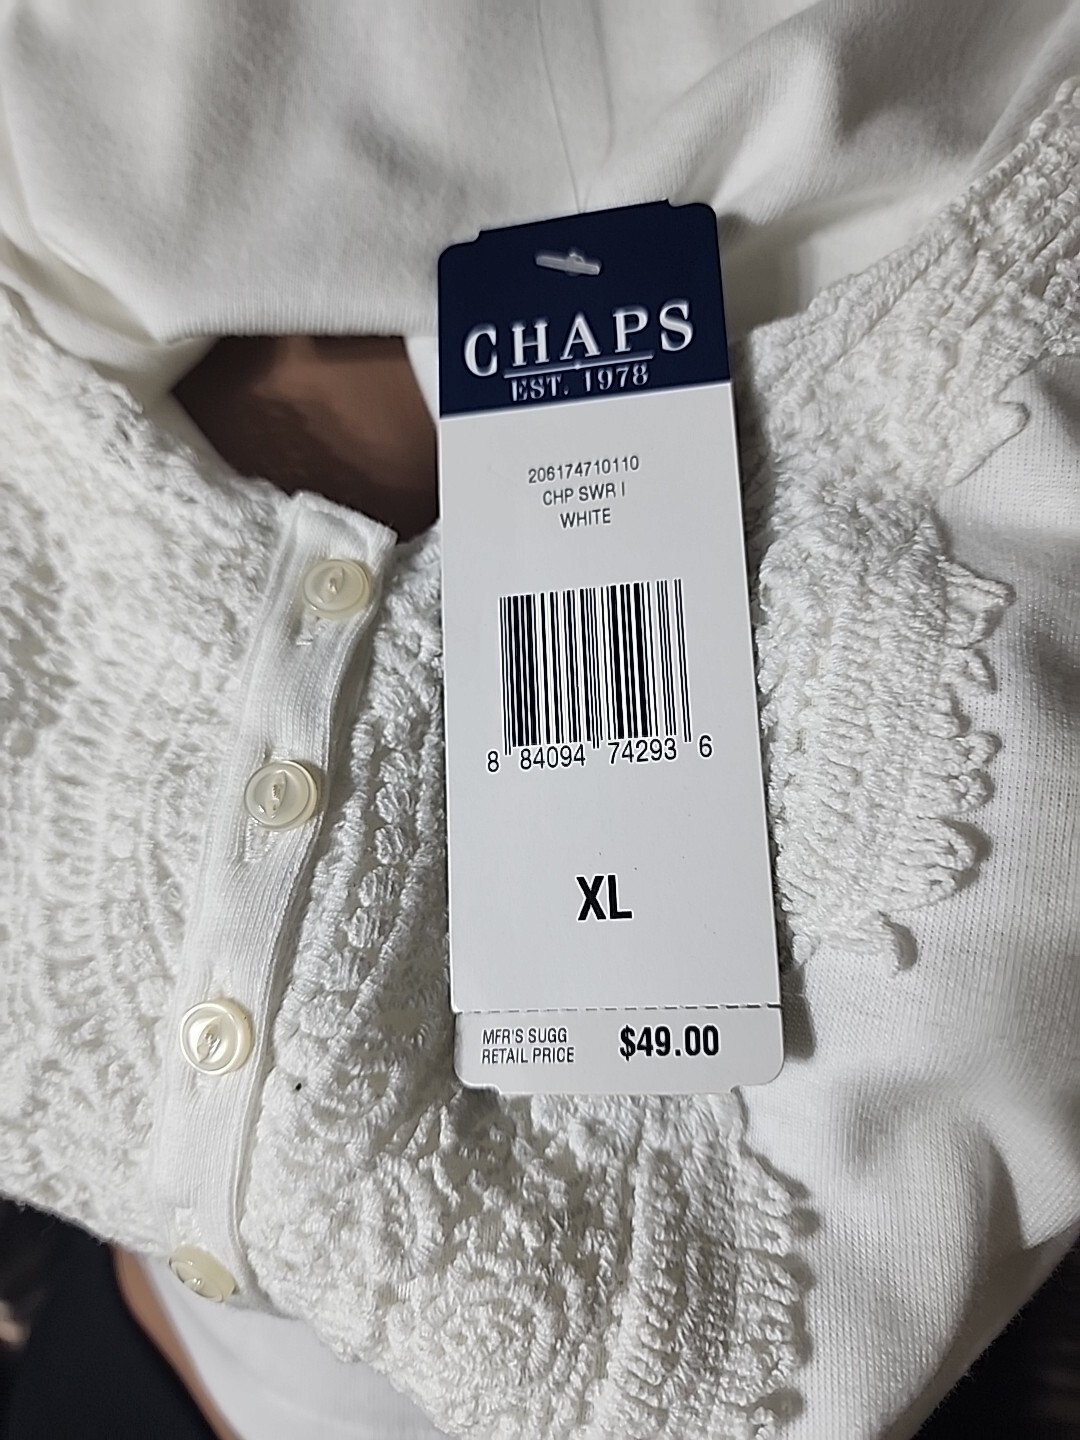 CHAPS
EST. 1978
206174710110
CHP SWR I
WHITE
8 84094 74293 6
XL
MFR'S SUGG
RETAIL PRICE
$49.00